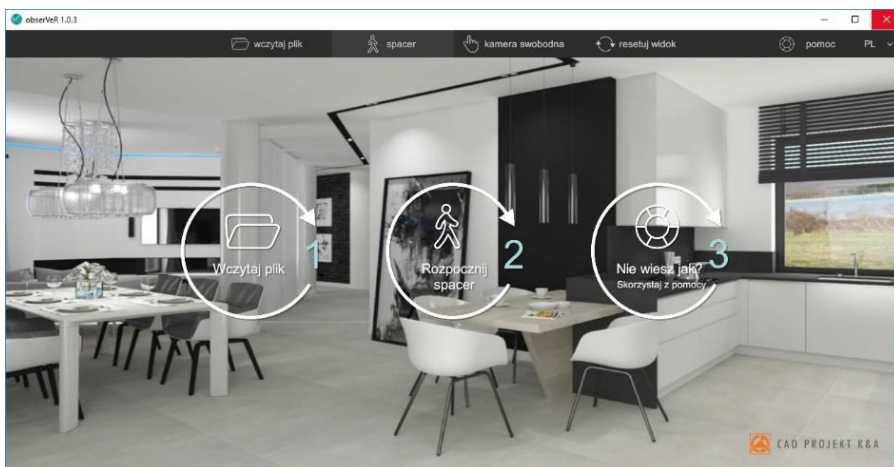 obserVeR 1.0.3
wczytaj plik
spacer
kamera swobodna
resetuj widok
pomoc
PL
1
Wczytaj plik
2
Rozpocznij
spacer
3
Nie wiesz jak?
Skorzystaj z pomocy
CAD PROJEKT K&A